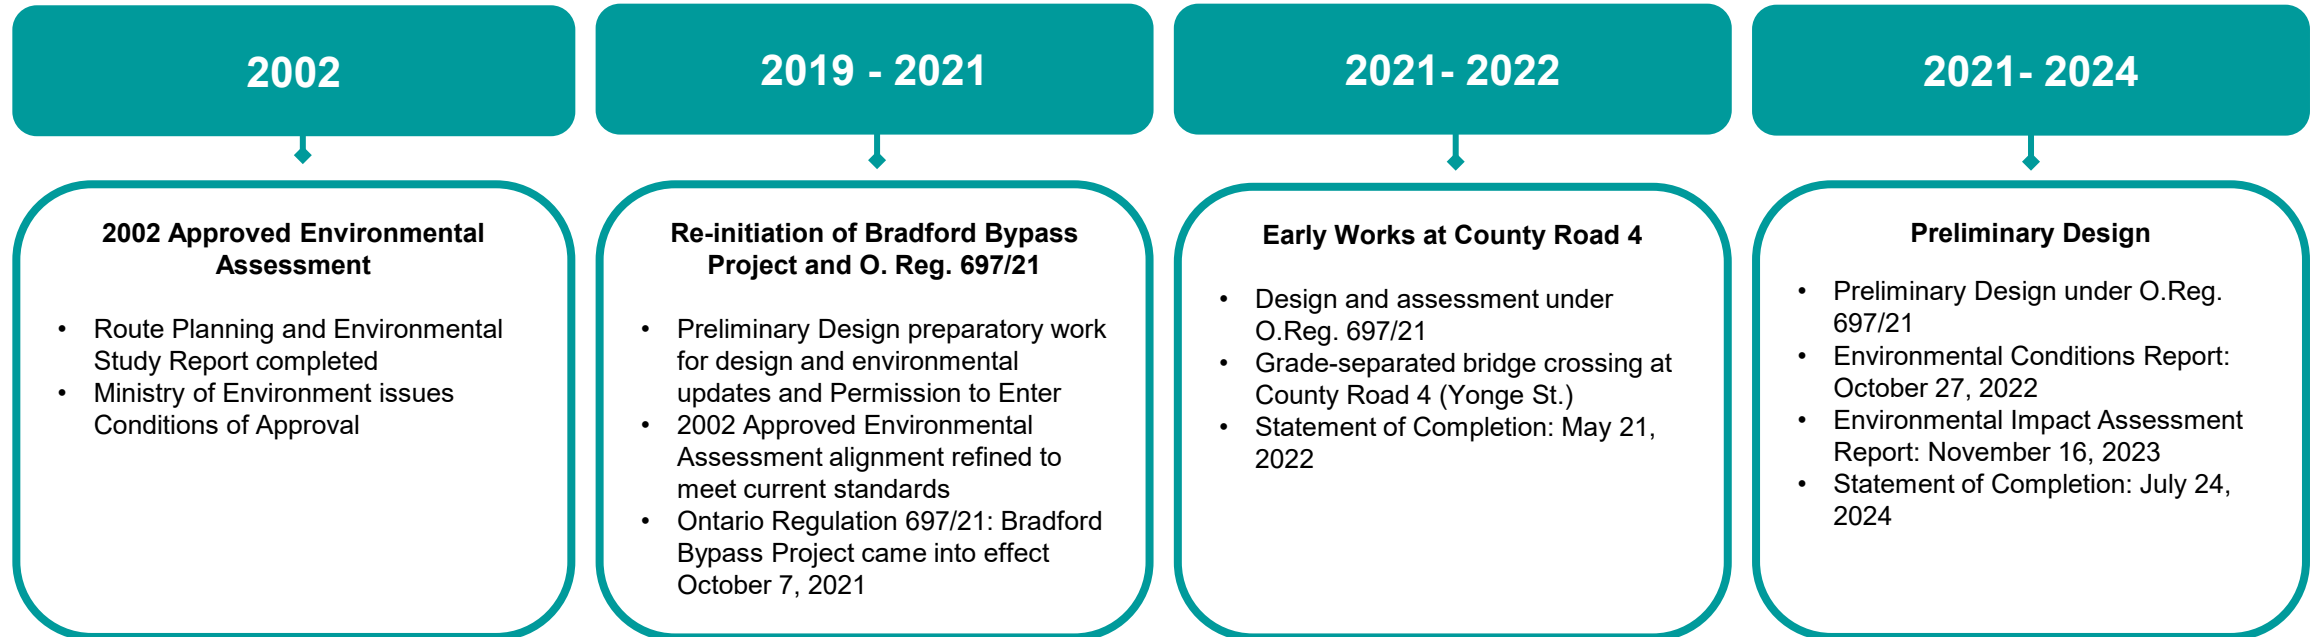 2002
2002 Approved Environmental
Assessment
• Route Planning and Environmental
Study Report completed
• Ministry of Environment issues
Conditions of Approval
2019 - 2021
Re-initiation of Bradford Bypass
Project and O. Reg. 697/21
• Preliminary Design preparatory work
for design and environmental
updates and Permission to Enter
• 2002 Approved Environmental
Assessment alignment refined to
meet current standards
• Ontario Regulation 697/21: Bradford
Bypass Project came into effect
October 7, 2021
2021- 2022
Early Works at County Road 4
• Design and assessment under
O.Reg. 697/21
• Grade-separated bridge crossing at
County Road 4 (Yonge St.)
• Statement of Completion: May 21,
2022
2021- 2024
Preliminary Design
• Preliminary Design under O.Reg.
697/21
• Environmental Conditions Report:
October 27, 2022
• Environmental Impact Assessment
Report: November 16, 2023
• Statement of Completion: July 24,
2024